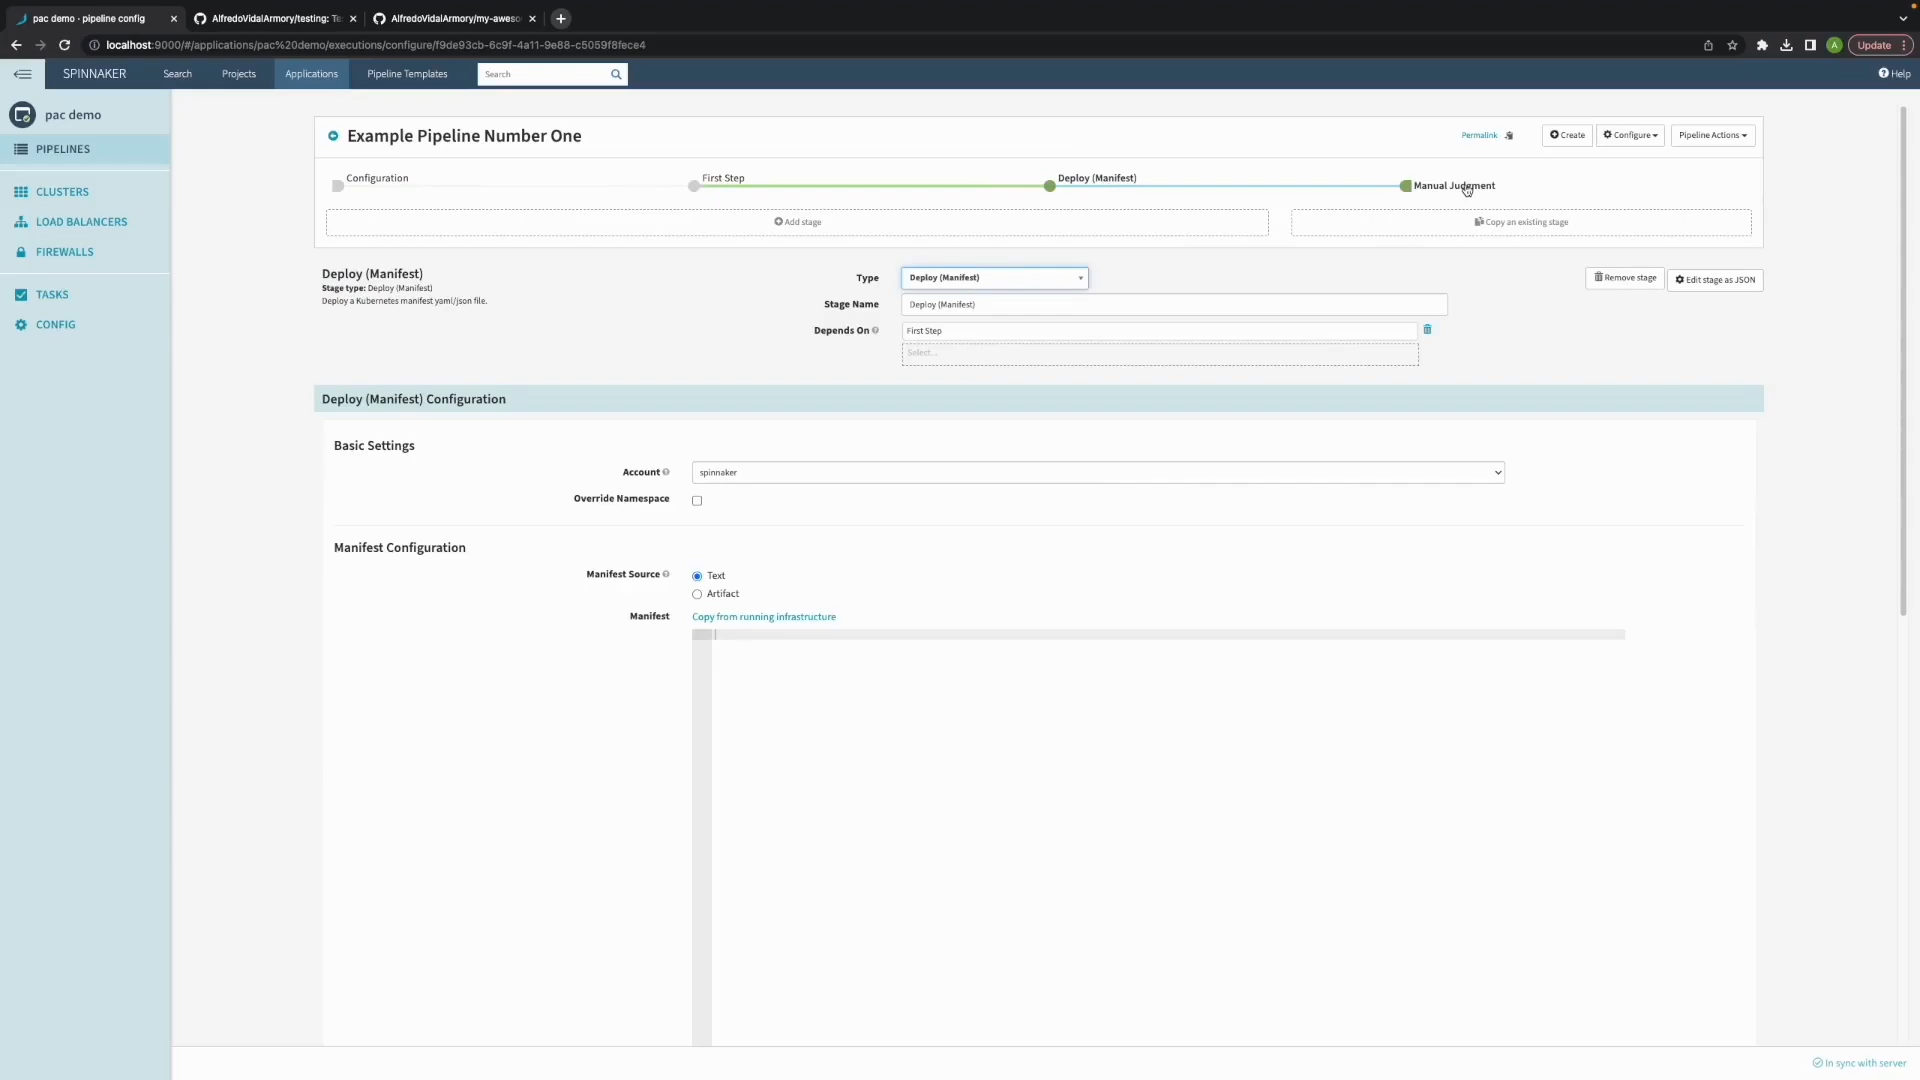 pac demo · pipeline config
AlfredoVidalArmory/testing: Te
AlfredoVidalArmory/my-aweso
localhost:9000/#/applications/pac%20demo/executions/configure/f9de93cb-6c9f-4a11-9e88-c5059f8fece4
A
Update
SPINNAKER
Search
Projects
Applications
Pipeline Templates
Search
Help
pac demo
PIPELINES
CLUSTERS
LOAD BALANCERS
FIREWALLS
TASKS
CONFIG
Example Pipeline Number One
Permalink
Create
Configure
Pipeline Actions
Configuration
First Step
Deploy (Manifest)
Manual Judgment
Add stage
Copy an existing stage
Deploy (Manifest)
Stage type: Deploy (Manifest)
Deploy a Kubernetes manifest yaml/json file.
Type
Deploy (Manifest)
Stage Name
Deploy (Manifest)
Depends On
First Step
Select...
Remove stage
Edit stage as JSON
Deploy (Manifest) Configuration
Basic Settings
Account
spinnaker
Override Namespace
Manifest Configuration
Manifest Source
Text
Artifact
Manifest
Copy from running infrastructure
In sync with server